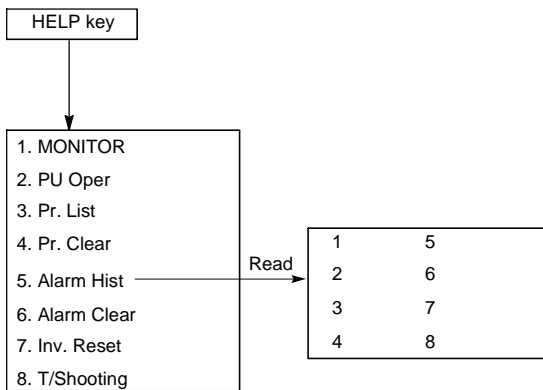 HELP key
1. MONITOR
2. PU Oper
3. Pr. List
4. Pr. Clear
5. Alarm Hist
6. Alarm Clear
7. Inv. Reset
8. T/Shooting
Read
1 5
2 6
3 7
4 8